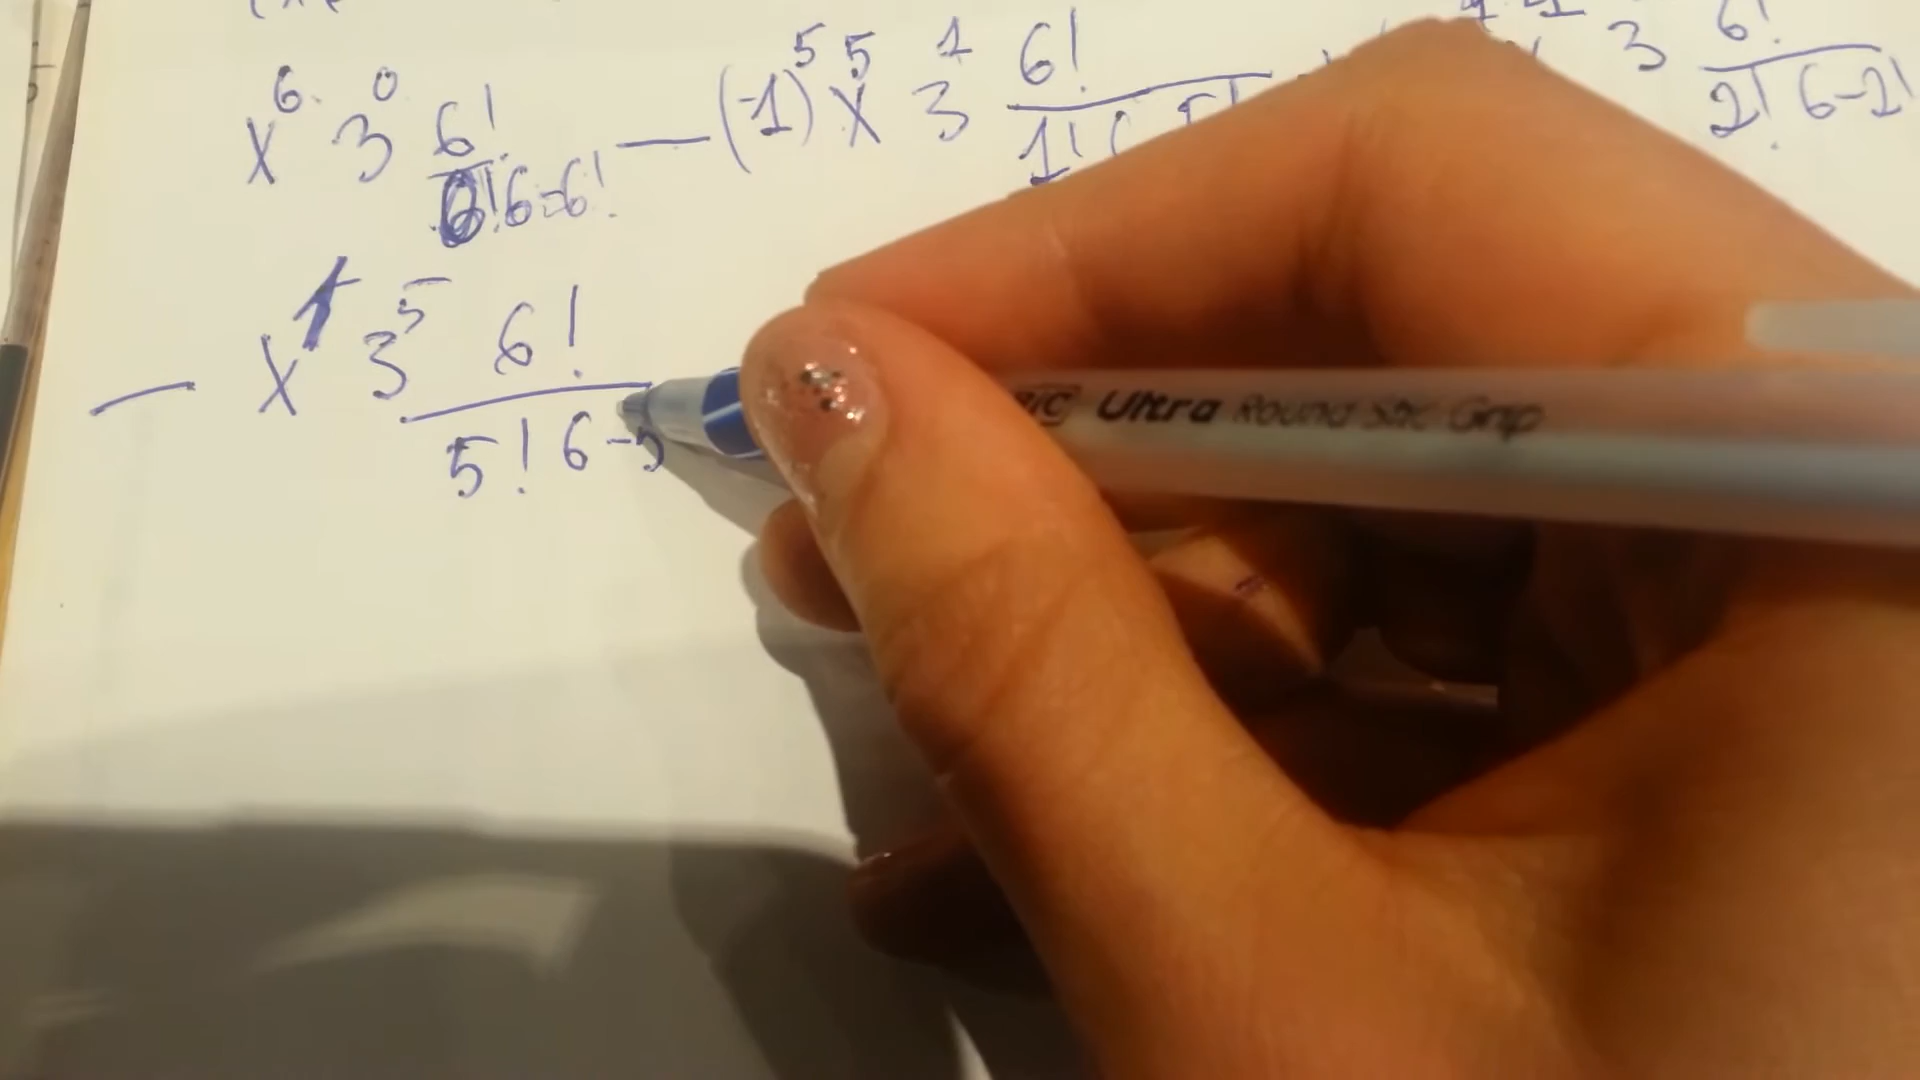 x⁶ 3⁰ 6!/0!6-6! — (-1)⁵ x⁵ 3¹ 6!/1! 3 6!/2! 6-2!
— x¹ 3⁵ 6!/5! 6-5
BIC Ultra Round Stic Grip